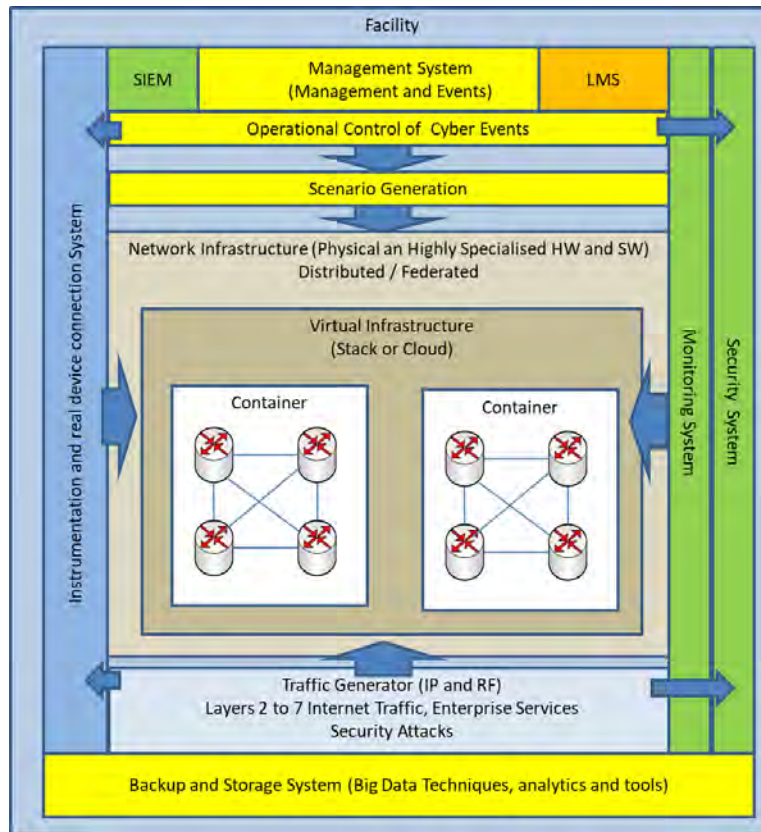 Facility
SIEM
Management System
(Management and Events)
LMS
Operational Control of Cyber Events
Scenario Generation
Instrumentation and real device connection System
Network Infrastructure (Physical an Highly Specialised HW and SW)
Distributed / Federated
Virtual Infrastructure
(Stack or Cloud)
Container
Container
Monitoring System
Security System
Traffic Generator (IP and RF)
Layers 2 to 7 Internet Traffic, Enterprise Services
Security Attacks
Backup and Storage System (Big Data Techniques, analytics and tools)